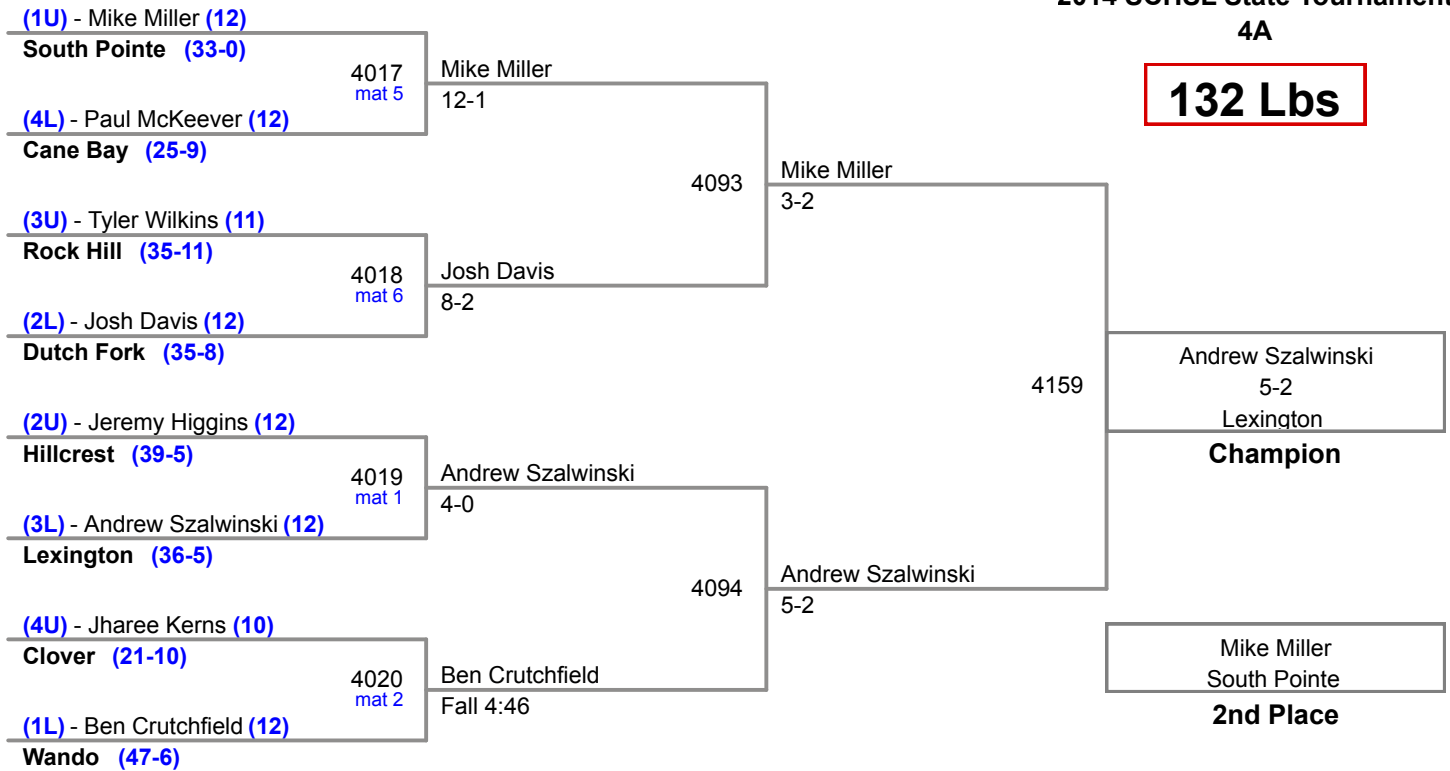 2014 SCHSL State Tournament
4A
132 Lbs
(1U) - Mike Miller (12)
South Pointe (33-0)
4017
mat 5
(4L) - Paul McKeever (12)
Cane Bay (25-9)
(3U) - Tyler Wilkins (11)
Rock Hill (35-11)
4018
mat 6
(2L) - Josh Davis (12)
Dutch Fork (35-8)
(2U) - Jeremy Higgins (12)
Hillcrest (39-5)
4019
mat 1
(3L) - Andrew Szalwinski (12)
Lexington (36-5)
(4U) - Jharee Kerns (10)
Clover (21-10)
4020
mat 2
(1L) - Ben Crutchfield (12)
Wando (47-6)
Mike Miller
12-1
4093
Josh Davis
8-2
Andrew Szalwinski
4-0
4094
Ben Crutchfield
Fall 4:46
Mike Miller
3-2
4159
Andrew Szalwinski
5-2
Andrew Szalwinski
5-2
Lexington
Champion
Mike Miller
South Pointe
2nd Place